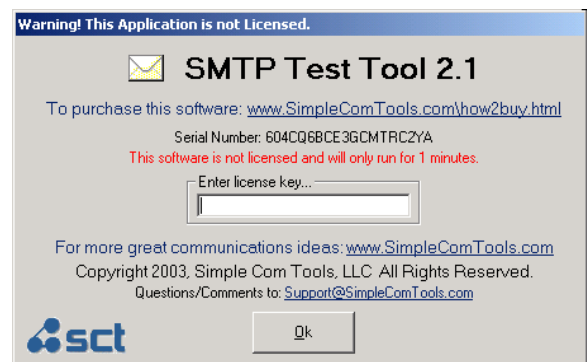 Warning! This Application is not Licensed.
SMTP Test Tool 2.1
To purchase this software: www.SimpleComTools.com\how2buy.html
Serial Number: 604CQ6BCE3GCMTRC2YA
This software is not licensed and will only run for 1 minutes.
Enter license key...
For more great communications ideas: www.SimpleComTools.com
Copyright 2003, Simple Com Tools, LLC All Rights Reserved.
Questions/Comments to: Support@SimpleComTools.com
sct
Ok